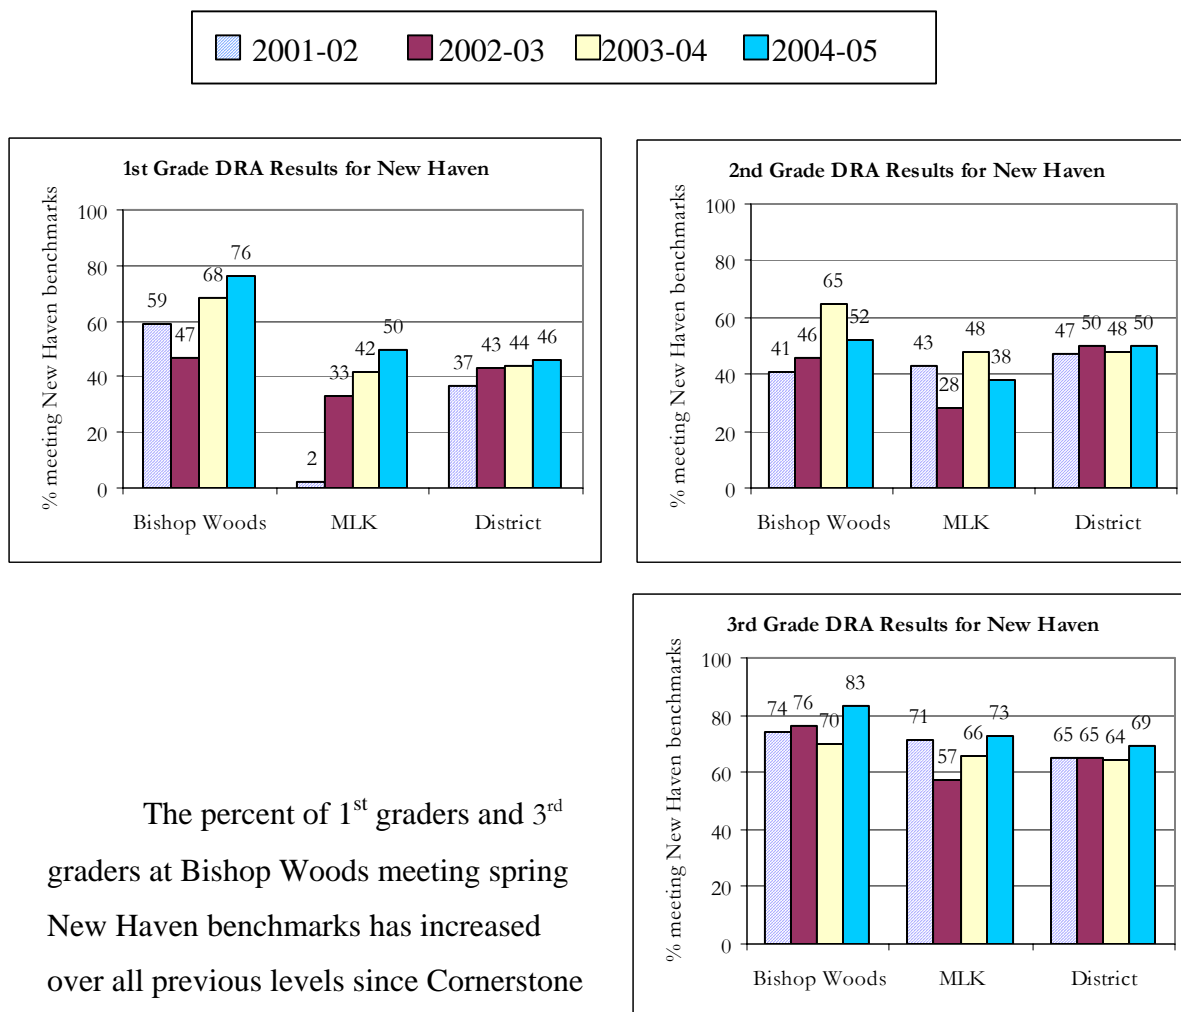 2001-02 2002-03 2003-04 2004-05
1st Grade DRA Results for New Haven
% meeting New Haven benchmarks
100
80
60
40
20
0
59 47 68 76
2 33 42 50
37 43 44 46
Bishop Woods MLK District
2nd Grade DRA Results for New Haven
% meeting New Haven benchmarks
100
80
60
40
20
0
41 46 65 52
43 28 48 38
47 50 48 50
Bishop Woods MLK District
3rd Grade DRA Results for New Haven
% meeting New Haven benchmarks
100
80
60
40
20
0
74 76 70 83
71 57 66 73
65 65 64 69
Bishop Woods MLK District
The percent of 1st graders and 3rd
graders at Bishop Woods meeting spring
New Haven benchmarks has increased
over all previous levels since Cornerstone